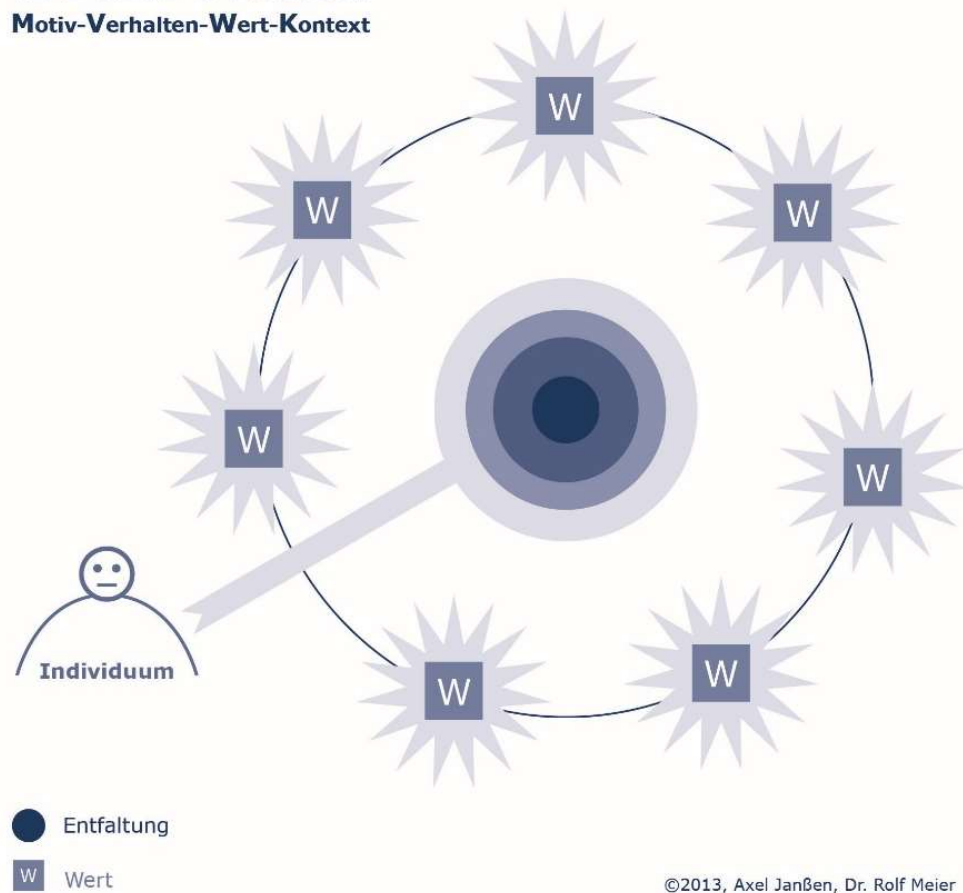 Motiv-Verhalten-Wert-Kontext
W
W
W
W
W
W
W
Individuum
Entfaltung
W Wert
©2013, Axel Janßen, Dr. Rolf Meier